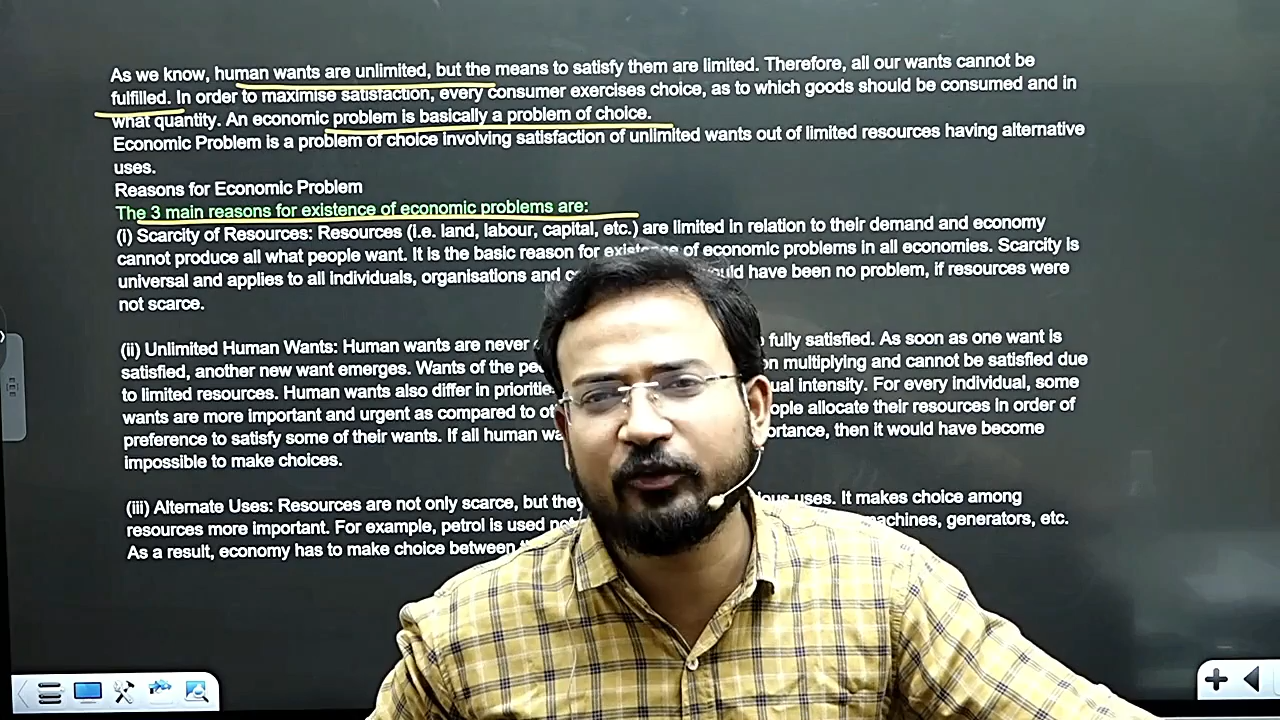 As we know, human wants are unlimited, but the means to satisfy them are limited. Therefore, all our wants cannot be
fulfilled. In order to maximise satisfaction, every consumer exercises choice, as to which goods should be consumed and in
what quantity. An economic problem is basically a problem of choice.
Economic Problem is a problem of choice involving satisfaction of unlimited wants out of limited resources having alternative
uses.
Reasons for Economic Problem
The 3 main reasons for existence of economic problems are:
(i) Scarcity of Resources: Resources (i.e. land, labour, capital, etc.) are limited in relation to their demand and economy
cannot produce all what people want. It is the basic reason for existence of economic problems in all economies. Scarcity is
universal and applies to all individuals, organisations and have been no problem, if resources were
not scarce.
(ii) Unlimited Human Wants: Human wants are never fully satisfied. As soon as one want is
satisfied, another new want emerges. Wants of the multiplying and cannot be satisfied due
to limited resources. Human wants also differ in intensity. For every individual, some
wants are more important and urgent as compared to allocate their resources in order of
preference to satisfy some of their wants. If all human then it would have become
impossible to make choices.
(iii) Alternate Uses: Resources are not only scarce, but uses. It makes choice among
resources more important. For example, petrol is used machines, generators, etc.
As a result, economy has to make choice between